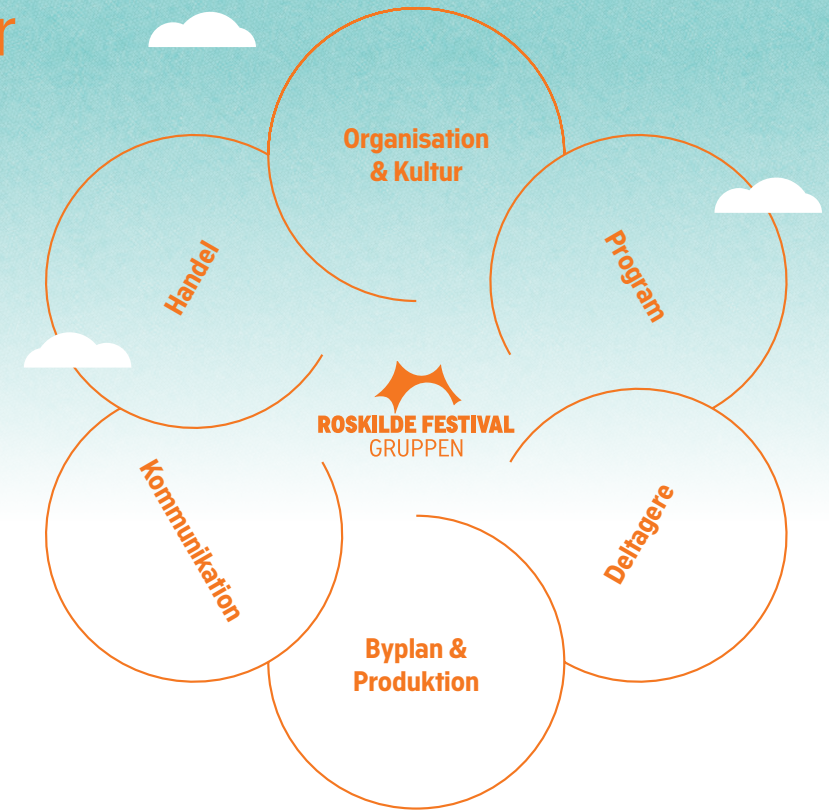 r
Organisation
& Kultur
Program
Handel
ROSKILDE FESTIVAL
GRUPPEN
Kommunikation
Deltagere
Byplan &
Produktion